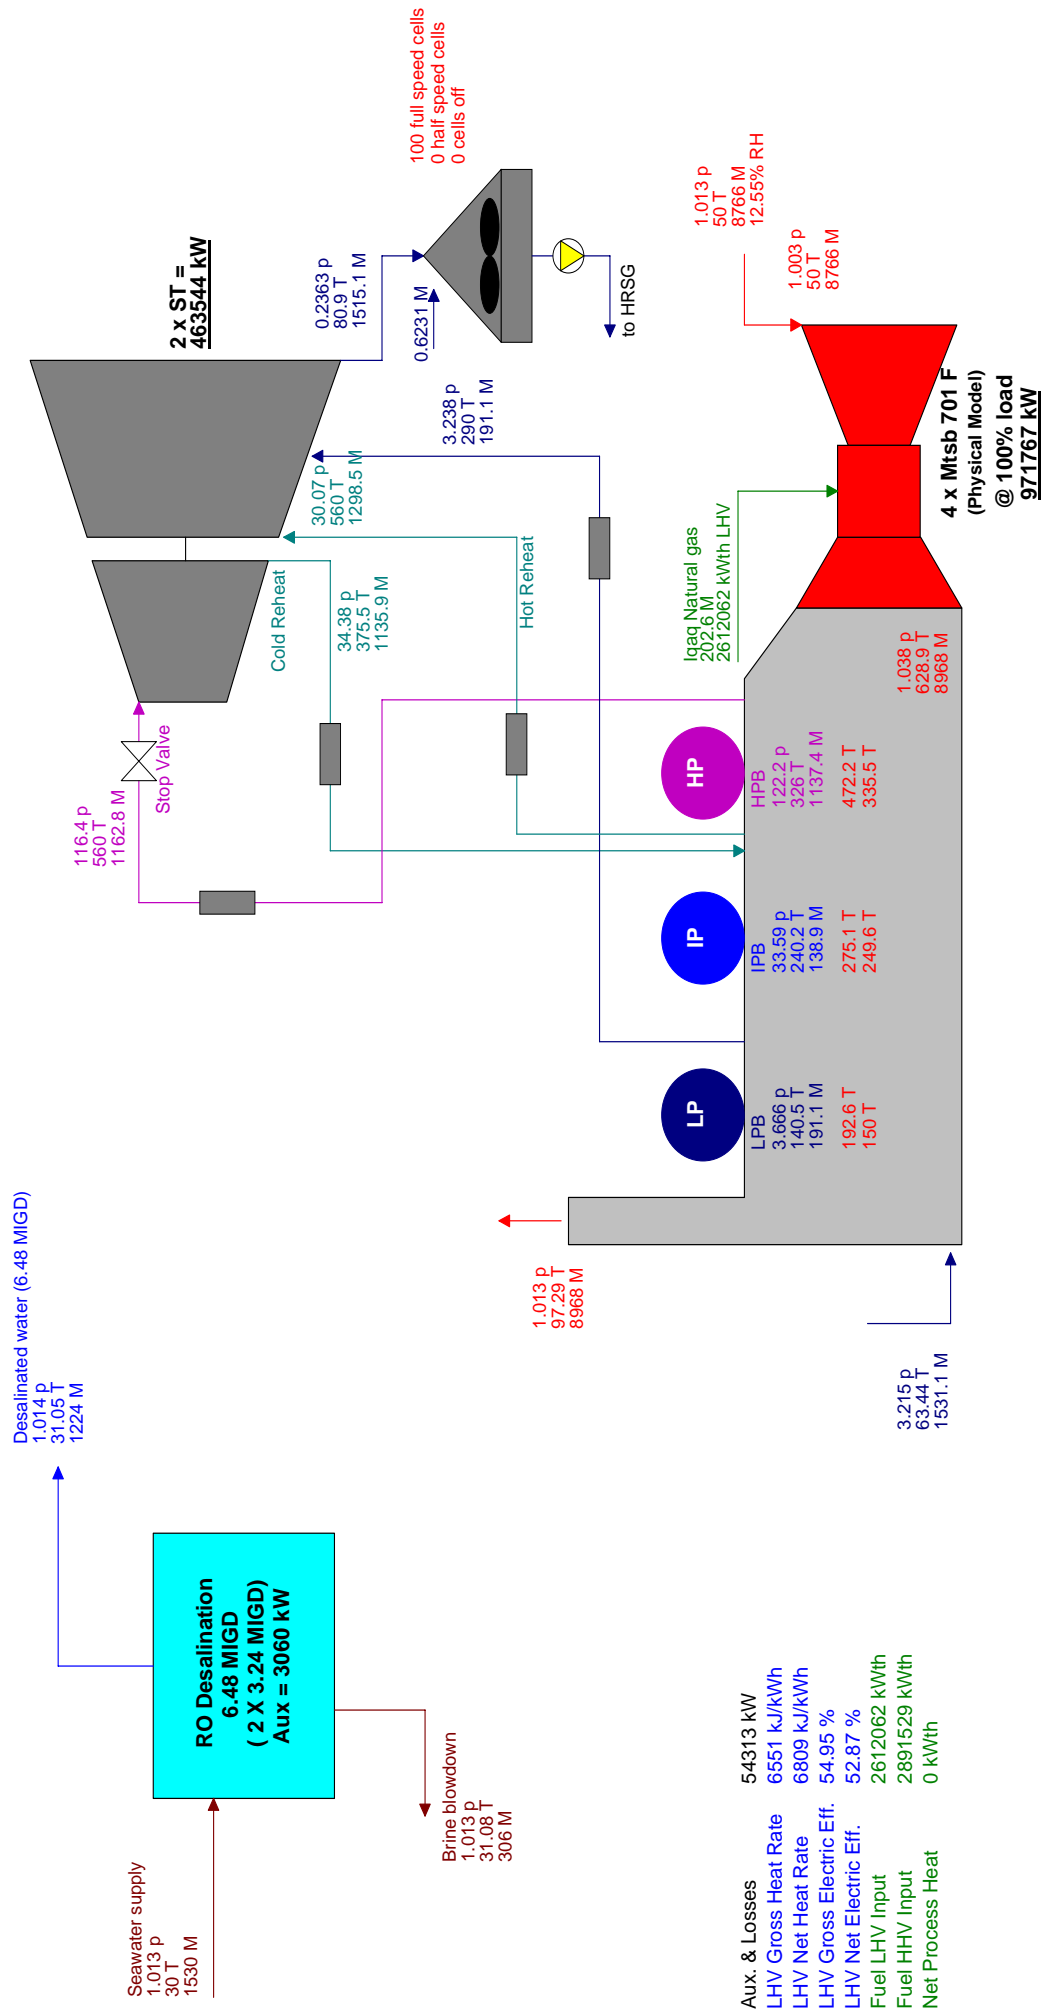 Seawater supply
1.013 p
30 T
1530 M
RO Desalination
6.48 MIGD
( 2 X 3.24 MIGD)
Aux = 3060 kW
Desalinated water (6.48 MIGD)
1.014 p
31.05 T
1224 M
Brine blowdown
1.013 p
31.08 T
306 M
116.4 p
560 T
1162.8 M
Stop Valve
Cold Reheat
34.38 p
375.5 T
1135.9 M
30.07 p
560 T
1298.5 M
Hot Reheat
2 x ST =
463544 kW
3.238 p
290 T
191.1 M
0.2363 p
80.9 T
1515.1 M
0.6231 M
100 full speed cells
0 half speed cells
0 cells off
to HRSG
1.013 p
97.29 T
8968 M
LP
LPB
3.666 p
140.5 T
191.1 M
192.6 T
150 T
IP
IPB
33.59 p
240.2 T
138.9 M
275.1 T
249.6 T
HP
HPB
122.2 p
326 T
1137.4 M
472.2 T
335.5 T
Iqaq Natural gas
202.6 M
2612062 kWth LHV
1.038 p
628.9 T
8968 M
1.013 p
50 T
8766 M
12.55% RH
1.003 p
50 T
8766 M
4 x Mtsb 701 F
(Physical Model)
@ 100% load
971767 kW
3.215 p
63.44 T
1531.1 M
Aux. & Losses 54313 kW
LHV Gross Heat Rate 6551 kJ/kWh
LHV Net Heat Rate 6809 kJ/kWh
LHV Gross Electric Eff. 54.95 %
LHV Net Electric Eff. 52.87 %
Fuel LHV Input 2612062 kWth
Fuel HHV Input 2891529 kWth
Net Process Heat 0 kWth